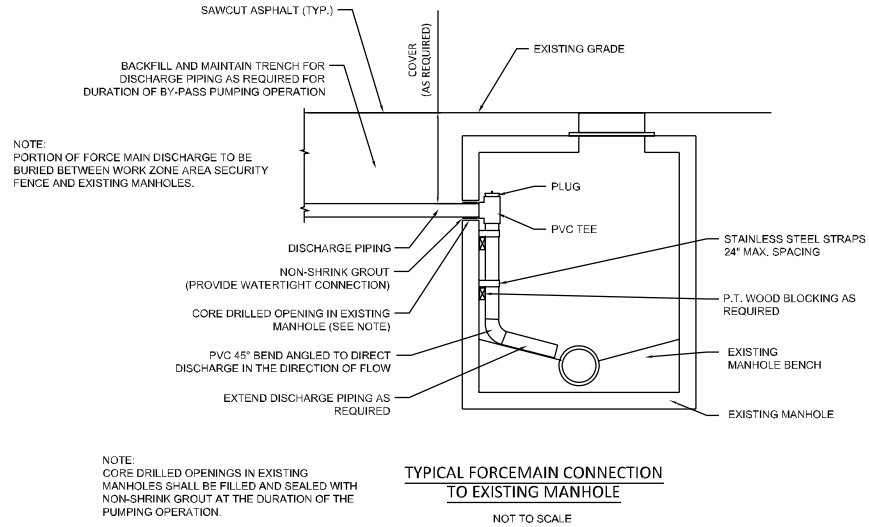 SAWCUT ASPHALT (TYP.)
COVER
(AS REQUIRED)
EXISTING GRADE
BACKFILL AND MAINTAIN TRENCH FOR
DISCHARGE PIPING AS REQUIRED FOR
DURATION OF BY-PASS PUMPING OPERATION
NOTE:
PORTION OF FORCE MAIN DISCHARGE TO BE
BURIED BETWEEN WORK ZONE AREA SECURITY
FENCE AND EXISTING MANHOLES.
PLUG
PVC TEE
DISCHARGE PIPING
STAINLESS STEEL STRAPS
24" MAX. SPACING
NON-SHRINK GROUT
(PROVIDE WATERTIGHT CONNECTION)
P.T. WOOD BLOCKING AS
REQUIRED
CORE DRILLED OPENING IN EXISTING
MANHOLE (SEE NOTE)
PVC 45° BEND ANGLED TO DIRECT
DISCHARGE IN THE DIRECTION OF FLOW
EXISTING
MANHOLE BENCH
EXTEND DISCHARGE PIPING AS
REQUIRED
EXISTING MANHOLE
NOTE:
CORE DRILLED OPENINGS IN EXISTING
MANHOLES SHALL BE FILLED AND SEALED WITH
NON-SHRINK GROUT AT THE DURATION OF THE
PUMPING OPERATION.
TYPICAL FORCEMAIN CONNECTION
TO EXISTING MANHOLE
NOT TO SCALE